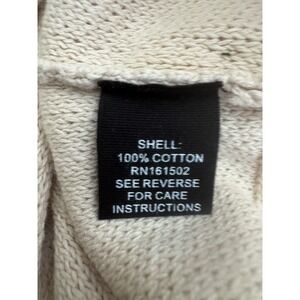 SHELL:
100% COTTON
RN161502
SEE REVERSE
FOR CARE
INSTRUCTIONS